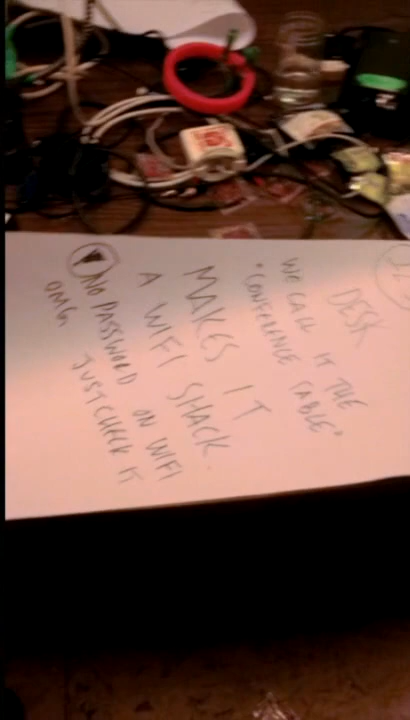 DESK
WE CALL IT THE
"CONFERENCE TABLE"
MAKES IT
A WIFI SHACK.
NO PASSWORD ON WIFI
OMG, JUST CHECK IT